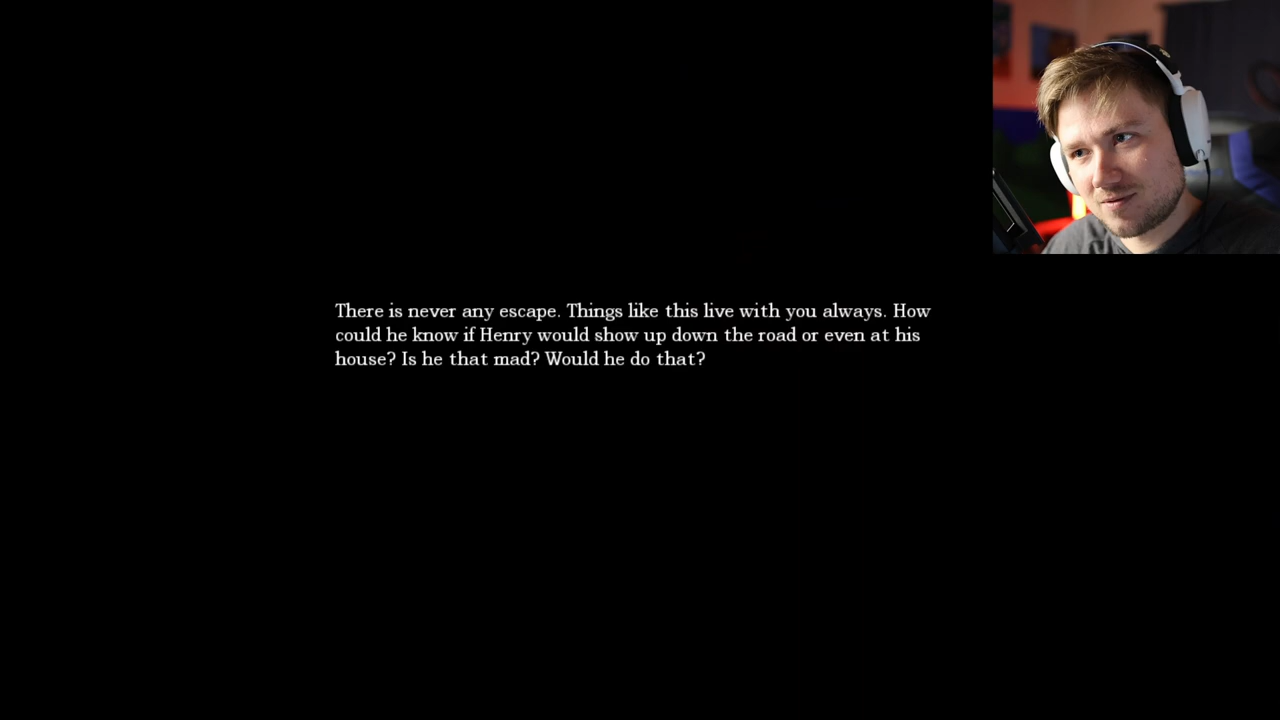 There is never any escape. Things like this live with you always. How
could he know if Henry would show up down the road or even at his
house? Is he that mad? Would he do that?